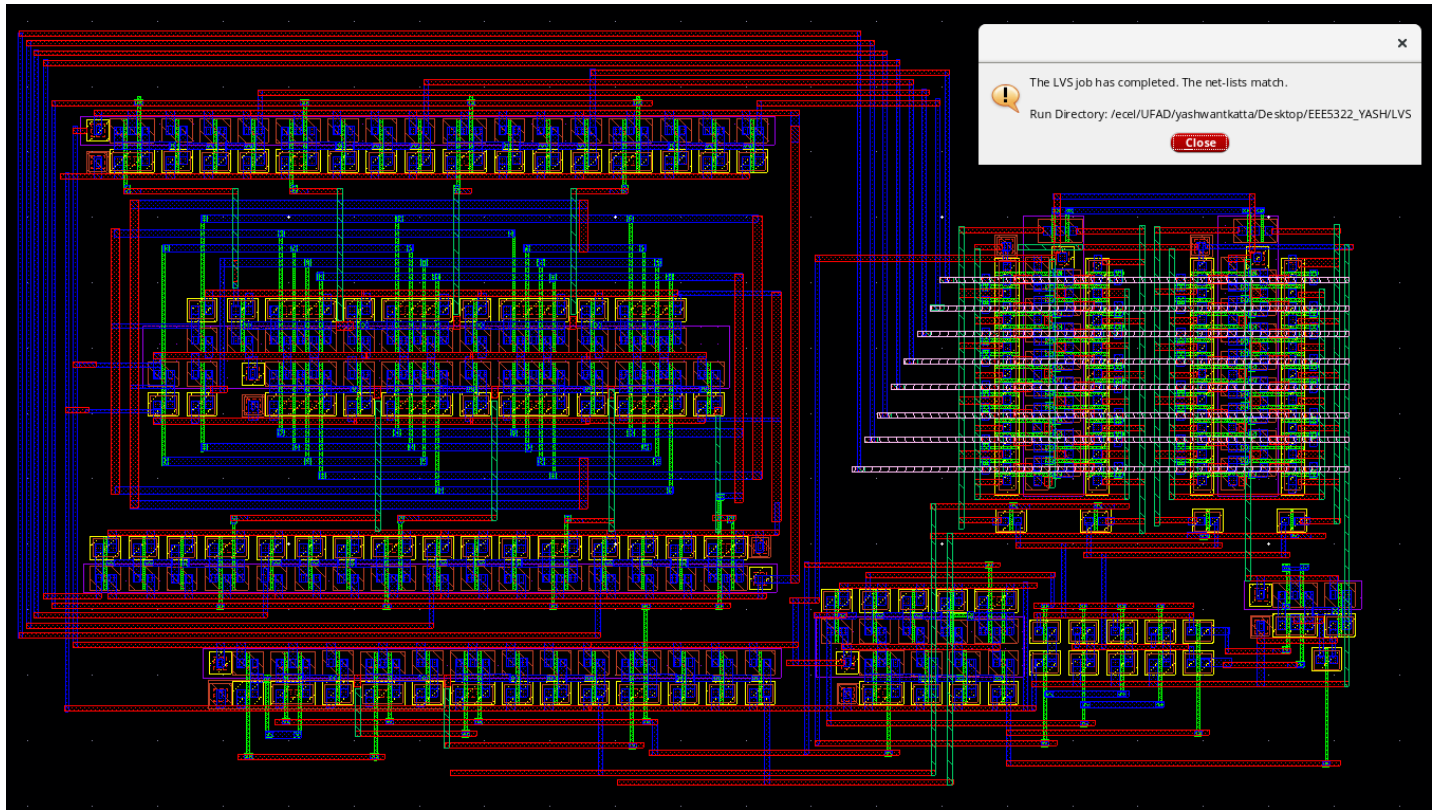 The LVS job has completed. The net-lists match.
Run Directory: /ecel/UFAD/yashwantkatta/Desktop/EEE5322_YASH/LVS
Close